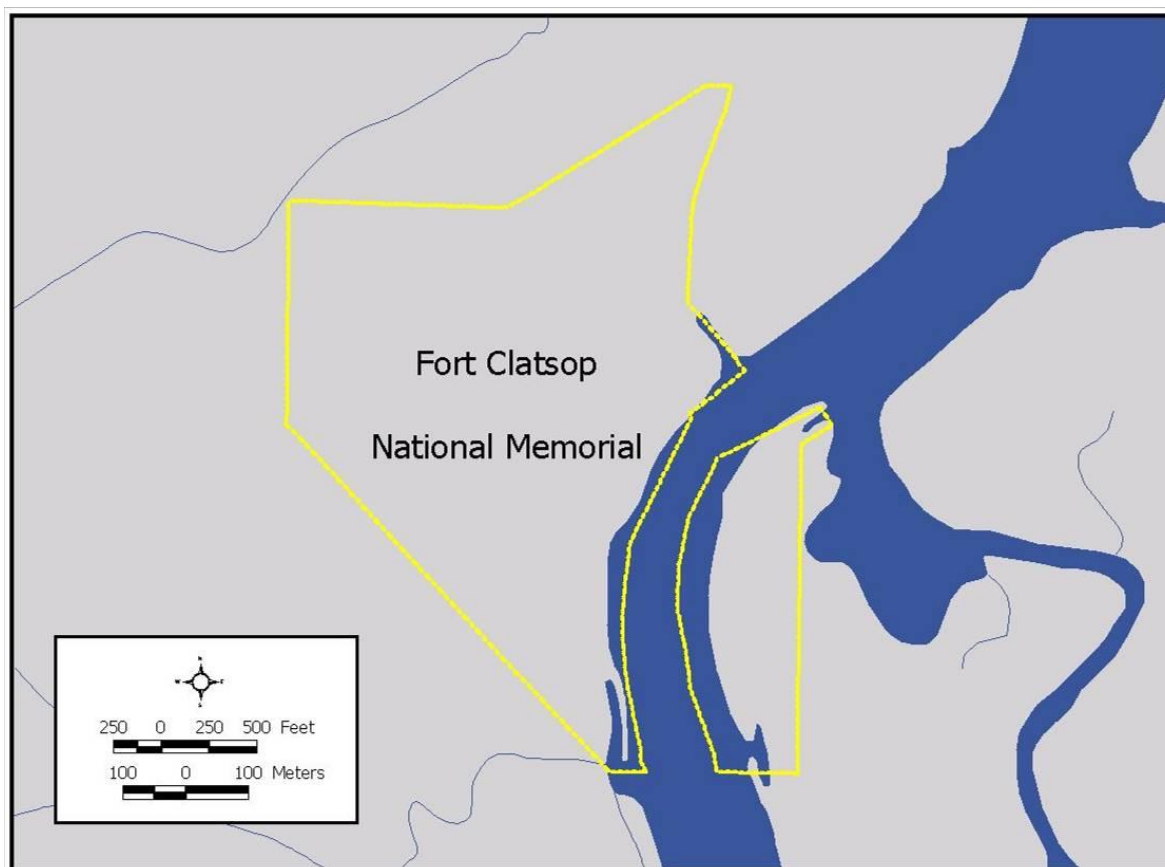 Fort Clatsop
National Memorial
N
W E
S
250 0 250 500 Feet
100 0 100 Meters